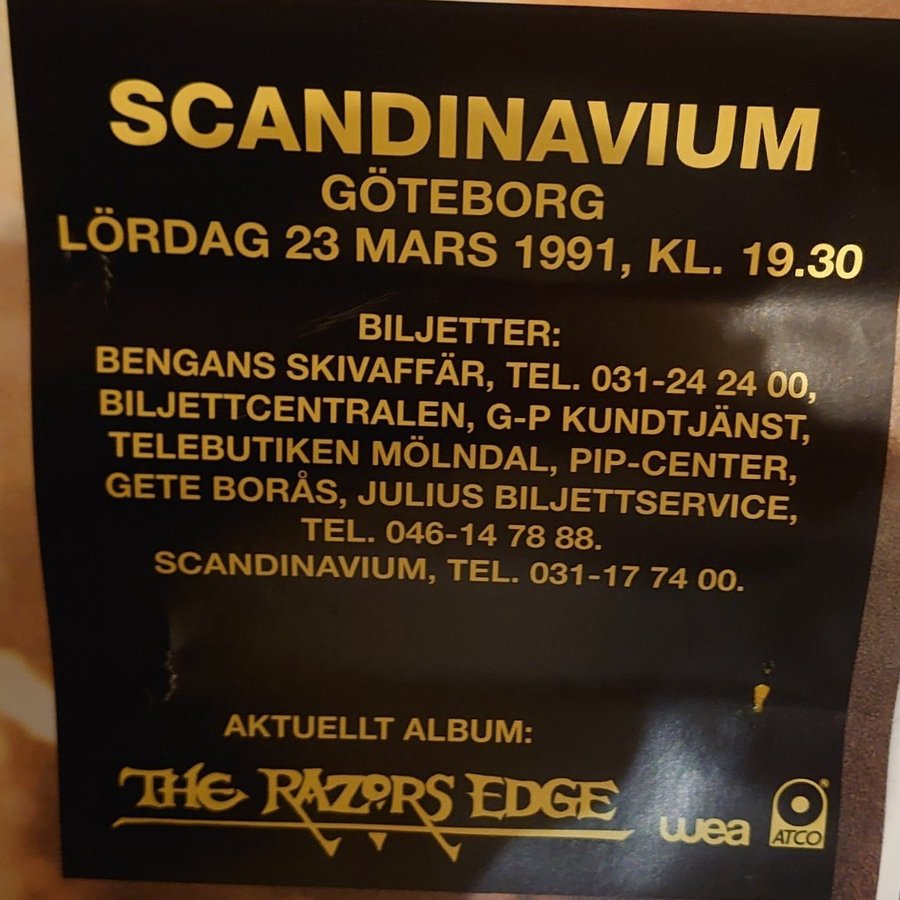 SCANDINAVIUM
GÖTEBORG
LÖRDAG 23 MARS 1991, KL. 19.30
BILJETTER:
BENGANS SKIVAFFÄR, TEL. 031-24 24 00,
BILJETTCENTRALEN, G-P KUNDTJÄNST,
TELEBUTIKEN MÖLNDAL, PIP-CENTER,
GETE BORÅS, JULIUS BILJETTSERVICE,
TEL. 046-14 78 88.
SCANDINAVIUM, TEL. 031-17 74 00.
AKTUELLT ALBUM:
THE RAZORS EDGE
wea
ATCO®